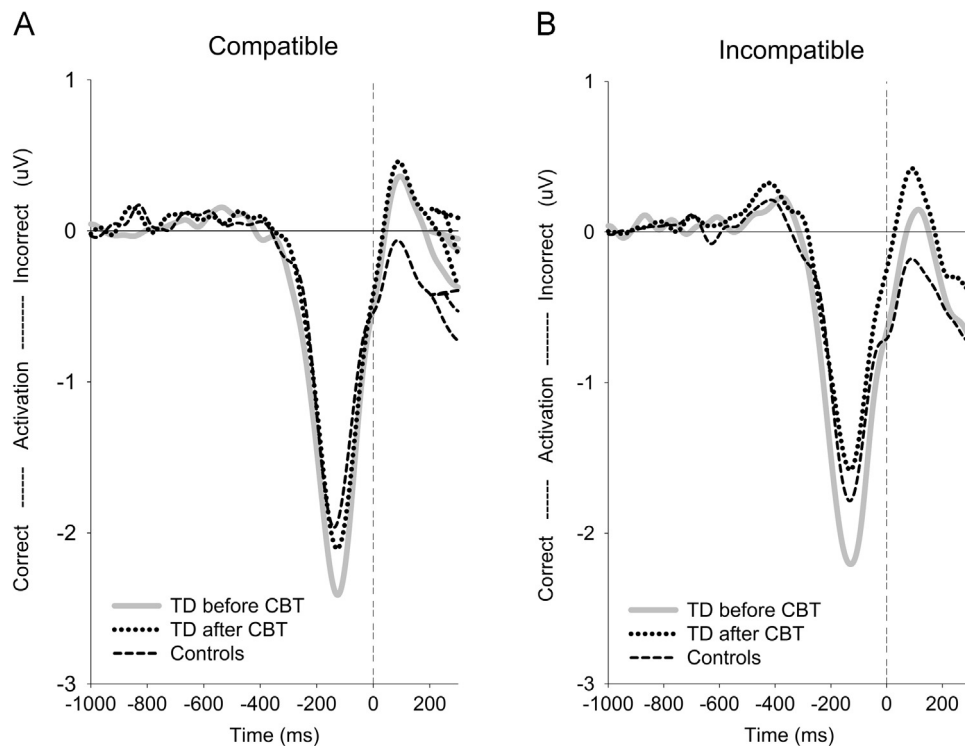 A
Compatible
1
0
-1
-2
-3
Correct ------ Activation ---------- Incorrect (uV)
TD before CBT
TD after CBT
Controls
-1000 -800 -600 -400 -200 0 200
Time (ms)
B
Incompatible
1
0
-1
-2
-3
Correct ------ Activation ---------- Incorrect (uV)
TD before CBT
TD after CBT
Controls
-1000 -800 -600 -400 -200 0 200
Time (ms)